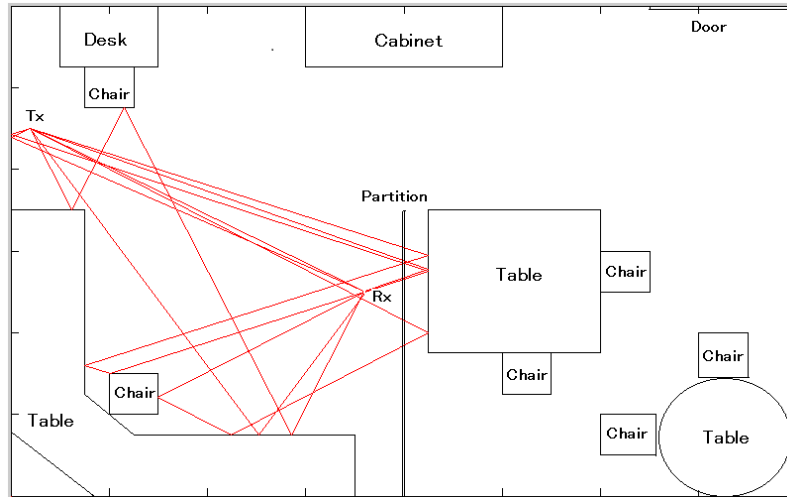 Desk
Cabinet
Door
Chair
Tx
Partition
Table
Chair
Rx
Chair
Chair
Chair
Table
Chair
Table